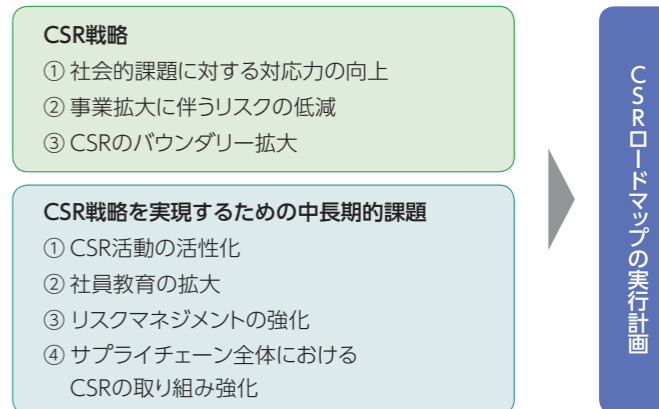 CSR戦略
① 社会的課題に対する対応力の向上
② 事業拡大に伴うリスクの低減
③ CSRのバウンダリー拡大
CSR戦略を実現するための中長期的課題
① CSR活動の活性化
② 社員教育の拡大
③ リスクマネジメントの強化
④ サプライチェーン全体における
CSRの取り組み強化
CSRロードマップの実行計画